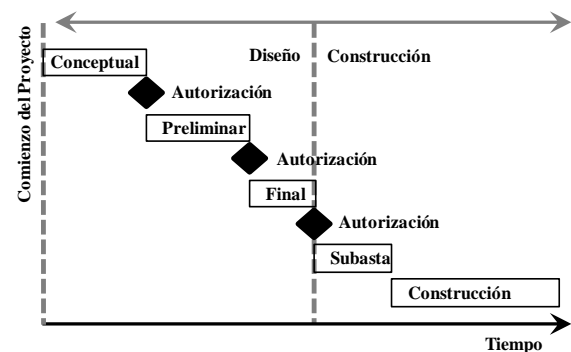 Diseño
Construcción
Comienzo del Proyecto
Conceptual
Autorización
Preliminar
Autorización
Final
Autorización
Subasta
Construcción
Tiempo